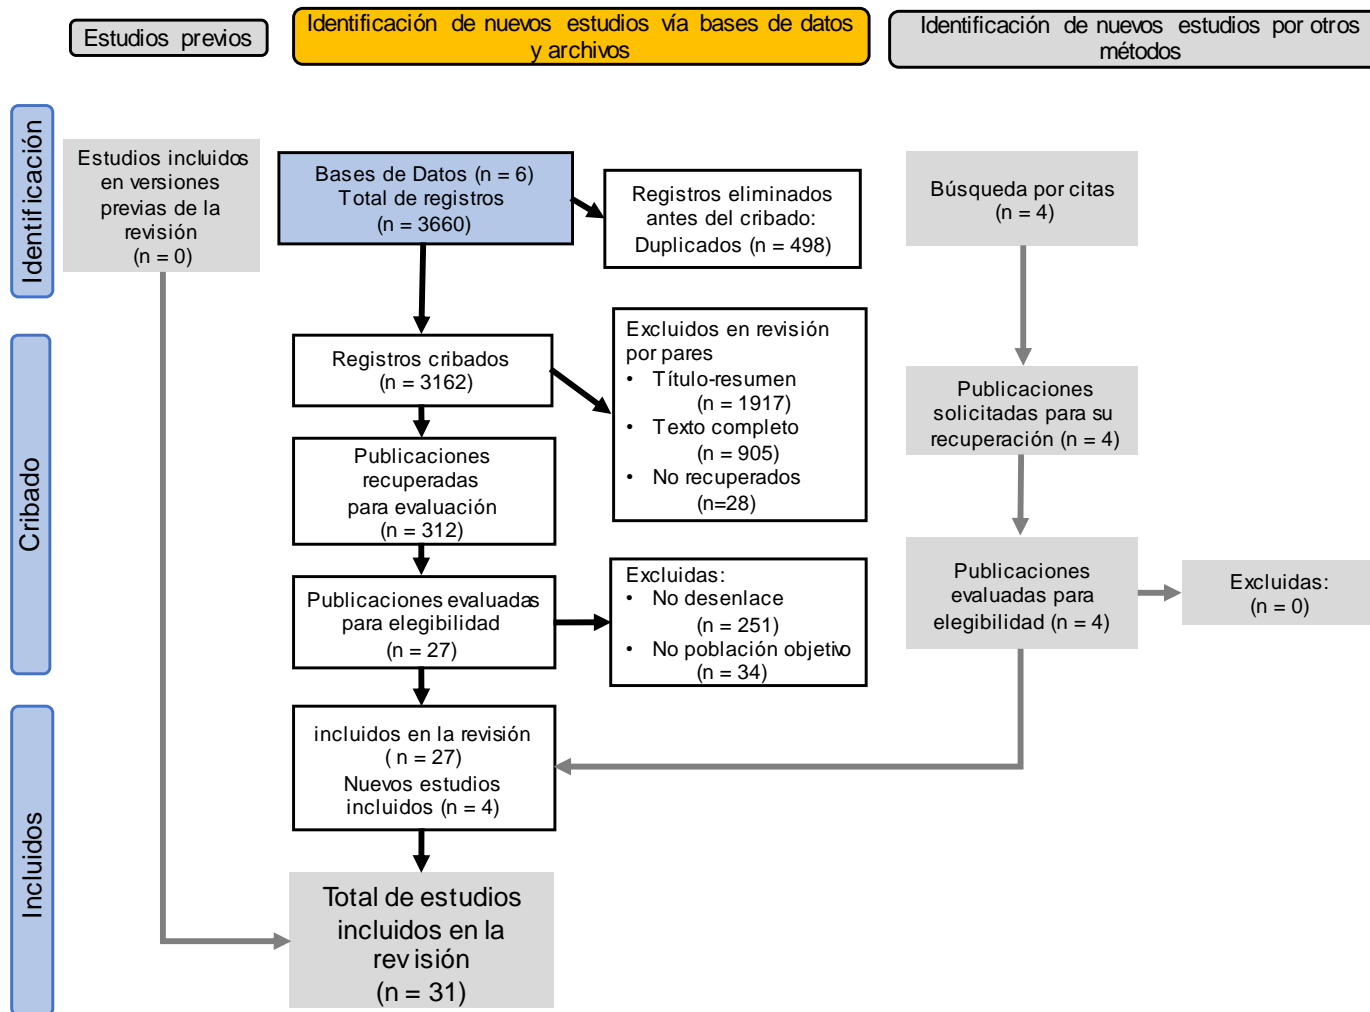 Estudios previos
Identificación de nuevos estudios vía bases de datos
y archivos
Identificación de nuevos estudios por otros
métodos
Identificación
Estudios incluidos
en versiones
previas de la
revisión
(n = 0)
Bases de Datos (n = 6)
Total de registros
(n = 3660)
Registros eliminados
antes del cribado:
Duplicados (n = 498)
Búsqueda por citas
(n = 4)
Cribado
Registros cribados
(n = 3162)
Excluidos en revisión
por pares
• Título-resumen
(n = 1917)
• Texto completo
(n = 905)
• No recuperados
(n=28)
Publicaciones
solicitadas para su
recuperación (n = 4)
Publicaciones
recuperadas
para evaluación
(n = 312)
Publicaciones evaluadas
para elegibilidad
(n = 27)
Excluidas:
• No desenlace
(n = 251)
• No población objetivo
(n = 34)
Publicaciones
evaluadas para
elegibilidad (n = 4)
Excluidas:
(n = 0)
Incluidos
incluidos en la revisión
( n = 27)
Nuevos estudios
incluidos (n = 4)
Total de estudios
incluidos en la
revisión
(n = 31)